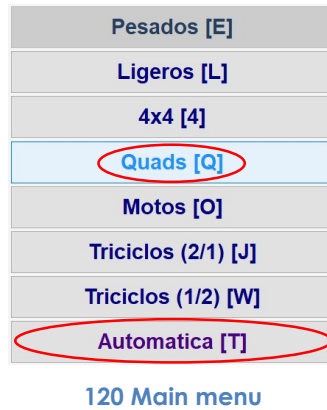 Pesados [E]
Ligeros [L]
4x4 [4]
Quads [Q]
Motos [O]
Triciclos (2/1) [J]
Triciclos (1/2) [W]
Automatica [T]
120 Main menu